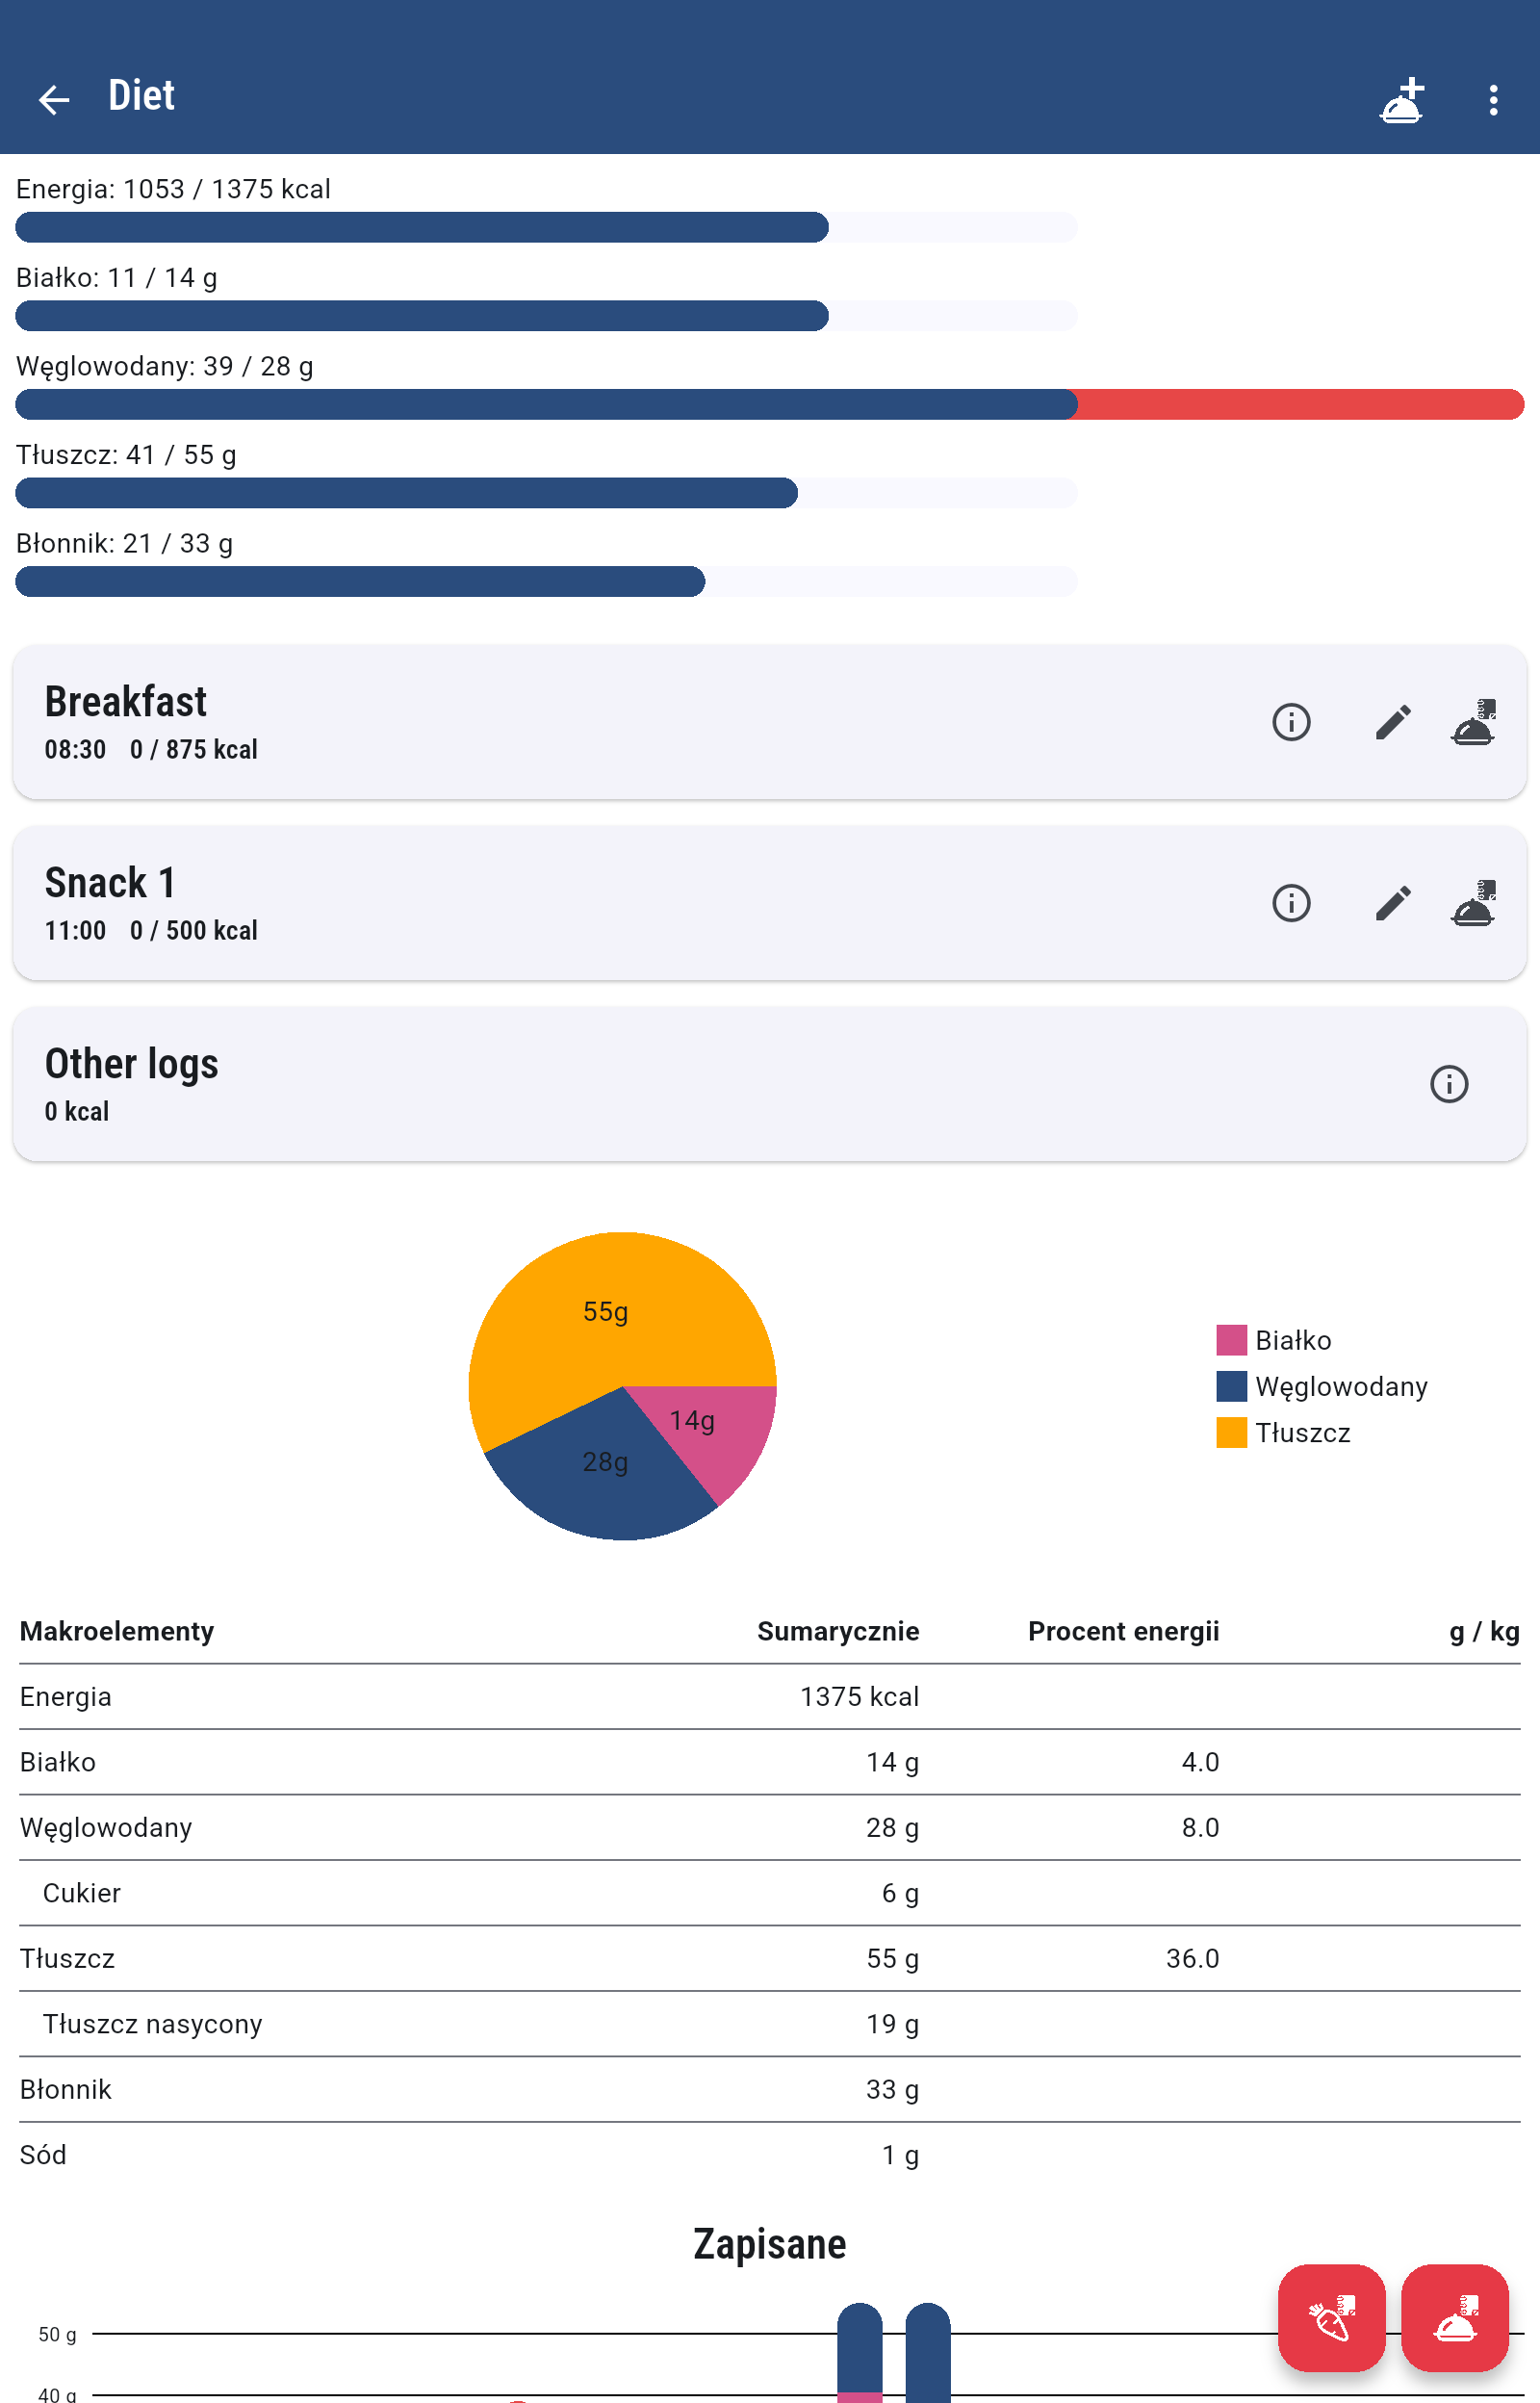 Diet
Energia: 1053 / 1375 kcal
Białko: 11 / 14 g
Węglowodany: 39 / 28 g
Tłuszcz: 41 / 55 g
Błonnik: 21 / 33 g
Breakfast
08:30 0 / 875 kcal
Snack 1
11:00 0 / 500 kcal
Other logs
0 kcal
55g
14g
28g
Białko
Węglowodany
Tłuszcz
Makroelementy Sumarycznie Procent energii g / kg
Energia 1375 kcal
Białko 14 g 4.0
Węglowodany 28 g 8.0
Cukier 6 g
Tłuszcz 55 g 36.0
Tłuszcz nasycony 19 g
Błonnik 33 g
Sód 1 g
Zapisane
50 g
40 g